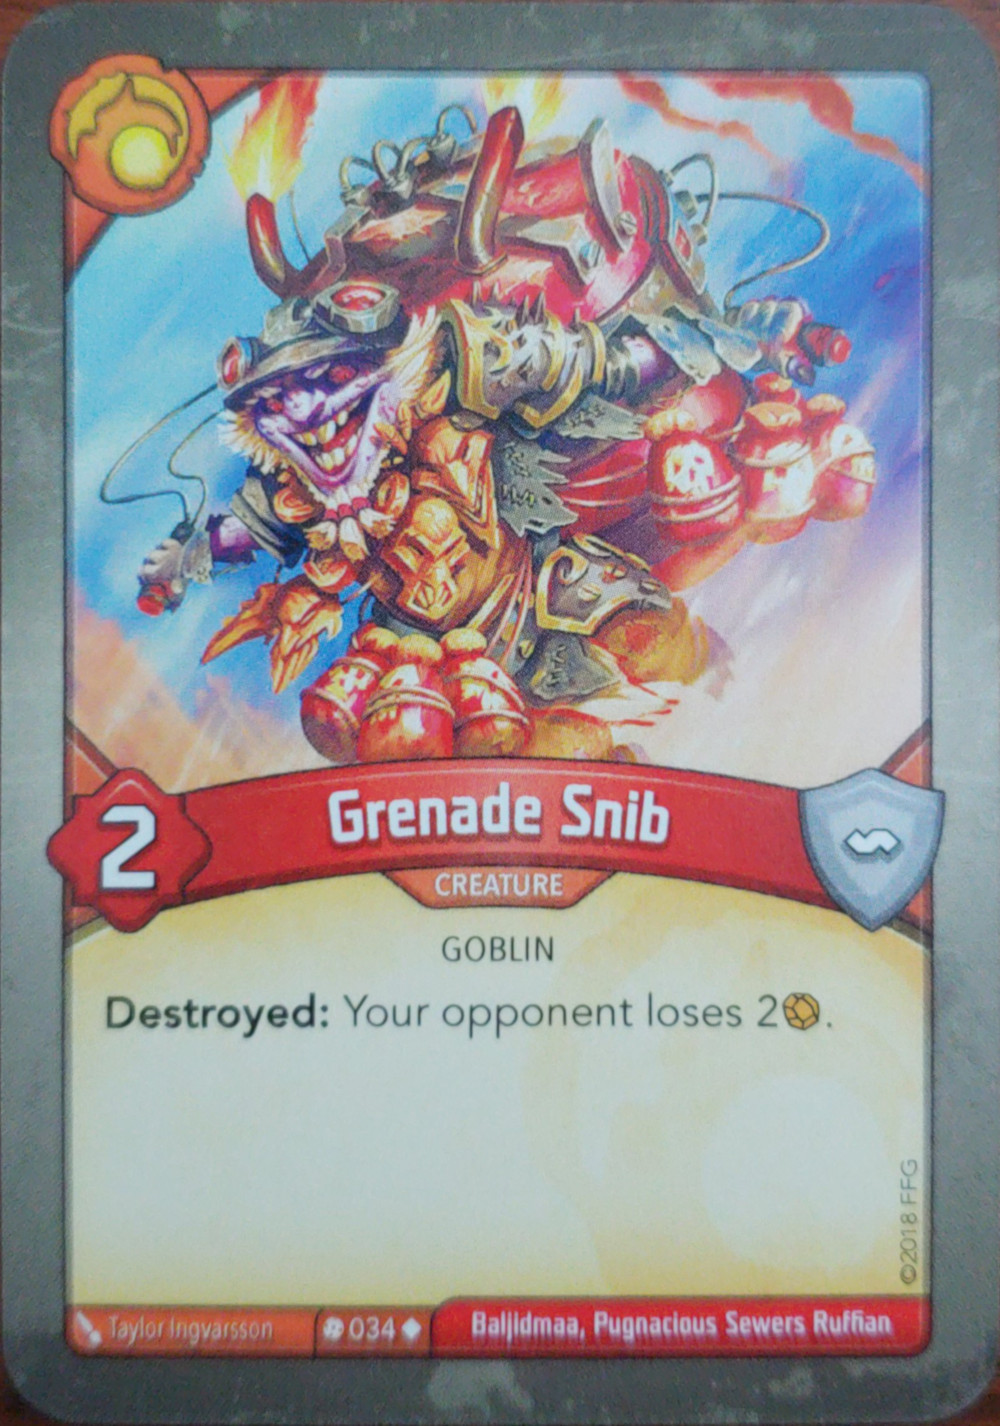 2
Grenade Snib
CREATURE
GOBLIN
Destroyed: Your opponent loses 2.
©2018 FFG
Taylor Ingvarsson
034
Baljidmaa, Pugnacious Sewers Ruffian